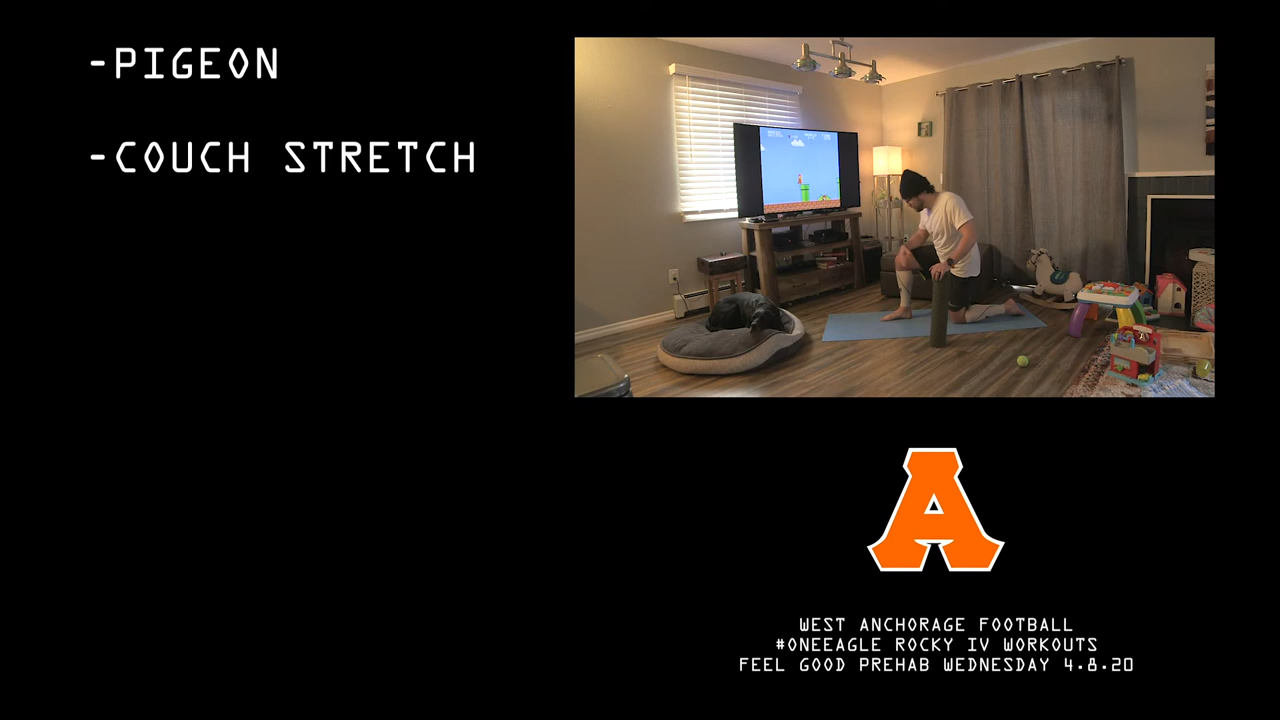 -PIGEON
-COUCH STRETCH
A
WEST ANCHORAGE FOOTBALL
#ONEEAGLE ROCKY IV WORKOUTS
FEEL GOOD PREHAB WEDNESDAY 4.8.20